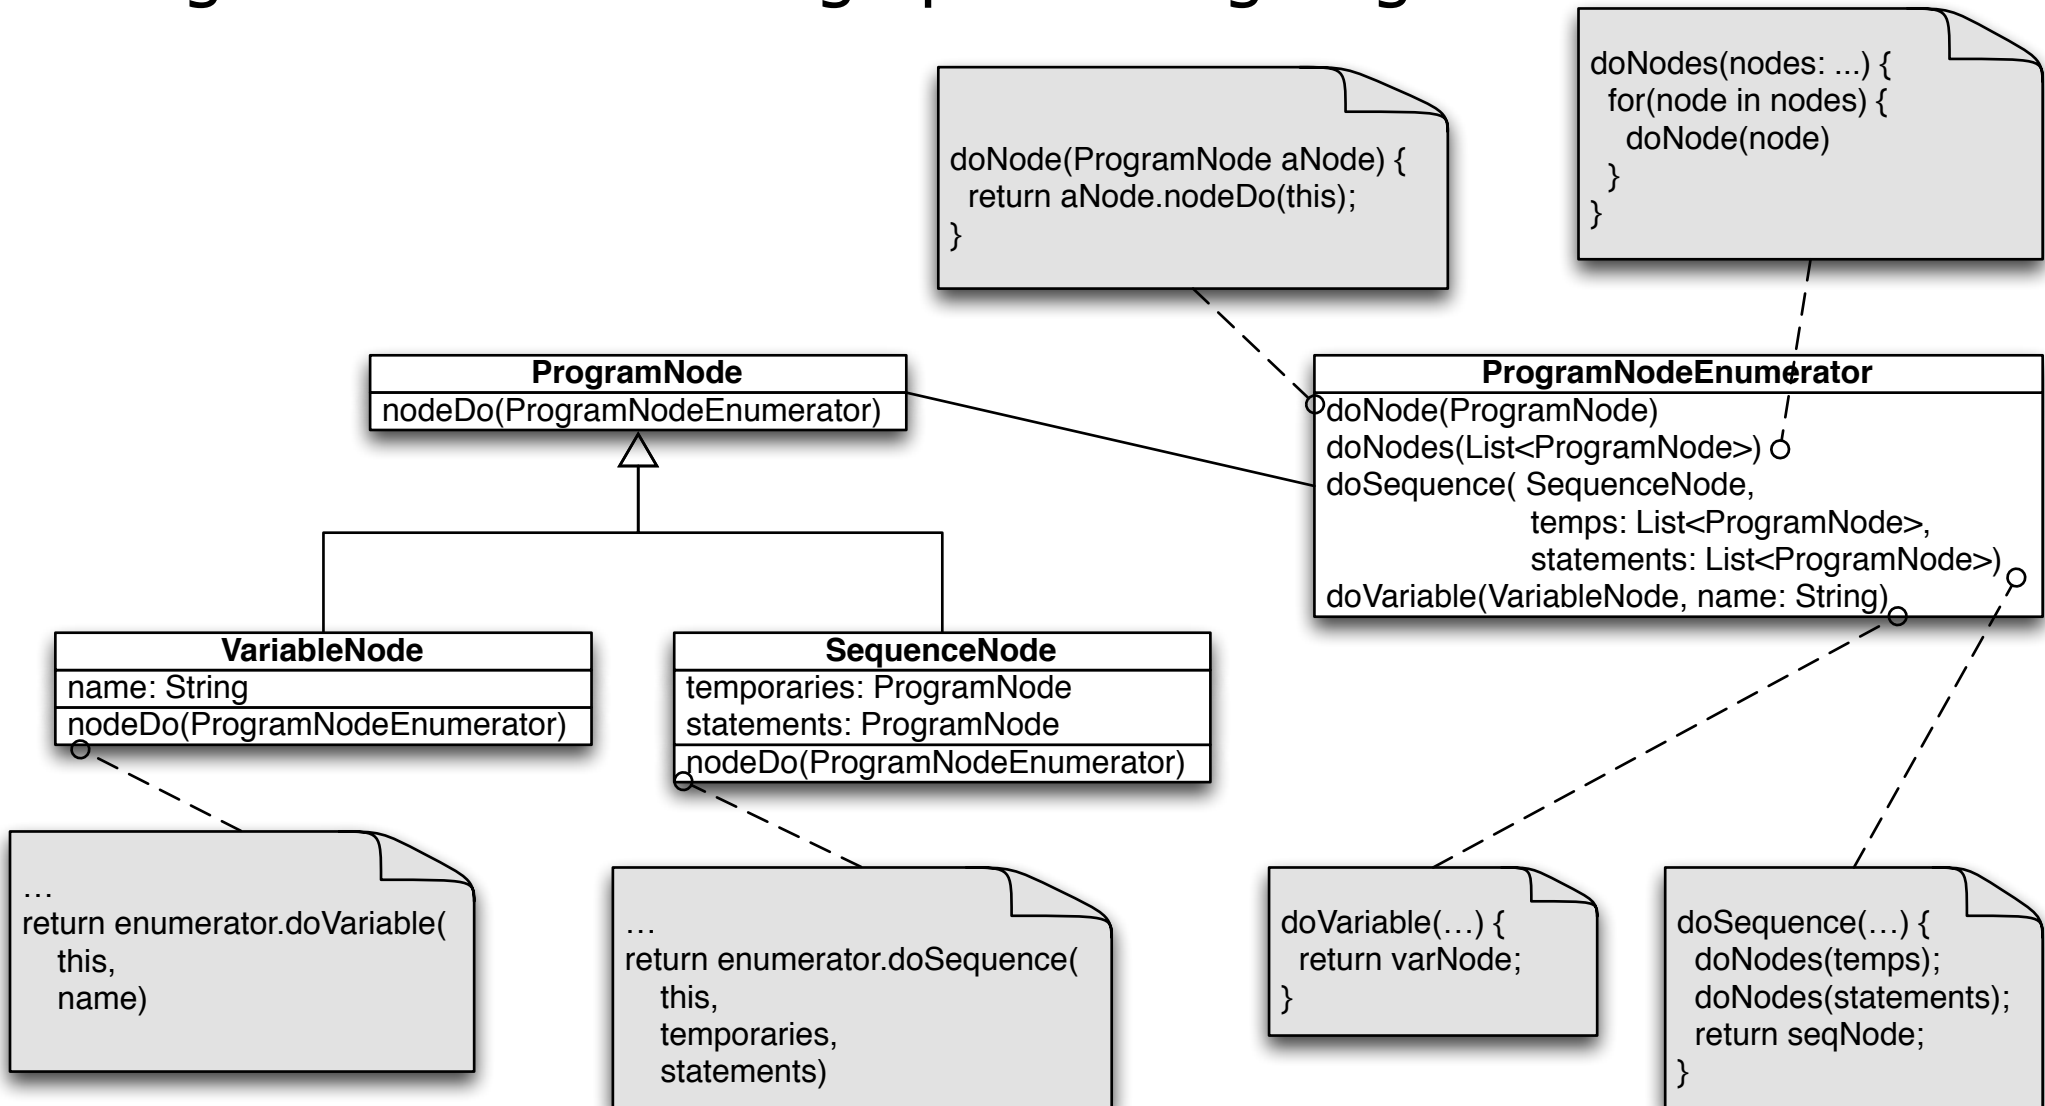 doNodes(nodes: ...) {
for(node in nodes) {
doNode(node)
}
}
doNode(ProgramNode aNode) {
return aNode.nodeDo(this);
}
ProgramNode
nodeDo(ProgramNodeEnumerator)
ProgramNodeEnumerator
doNode(ProgramNode)
doNodes(List<ProgramNode>)
doSequence( SequenceNode,
temps: List<ProgramNode>,
statements: List<ProgramNode>)
doVariable(VariableNode, name: String)
VariableNode
name: String
nodeDo(ProgramNodeEnumerator)
SequenceNode
temporaries: ProgramNode
statements: ProgramNode
nodeDo(ProgramNodeEnumerator)
…
return enumerator.doVariable(
this,
name)
…
return enumerator.doSequence(
this,
temporaries,
statements)
doVariable(…) {
return varNode;
}
doSequence(…) {
doNodes(temps);
doNodes(statements);
return seqNode;
}